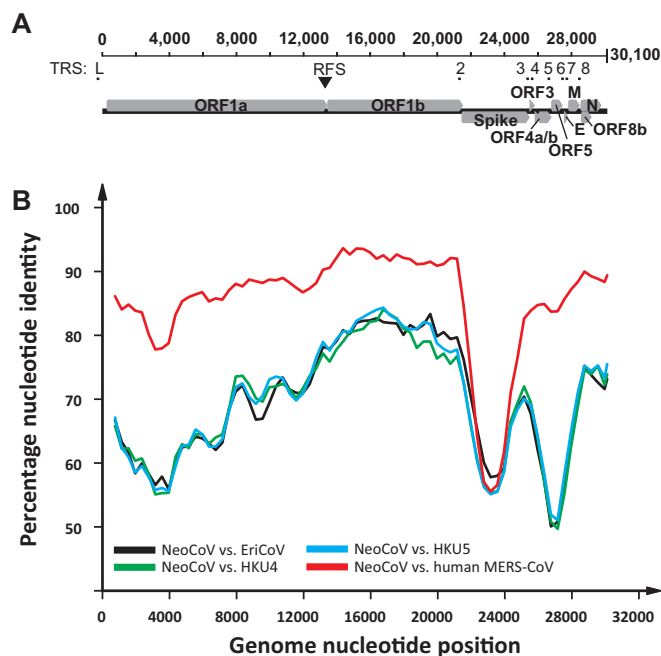 A
0 4,000 8,000 12,000 16,000 20,000 24,000 28,000
30,100
TRS: L RFS 2 3 4 5 6 7 8
ORF3 M
ORF1a ORF1b N
Spike E ORF8b
ORF4a/b ORF5
B
Percentage nucleotide identity
100
90
80
70
60
50
NeoCoV vs. EriCoV NeoCoV vs. HKU5
NeoCoV vs. HKU4 NeoCoV vs. human MERS-CoV
0 4000 8000 12000 16000 20000 24000 28000 32000
Genome nucleotide position